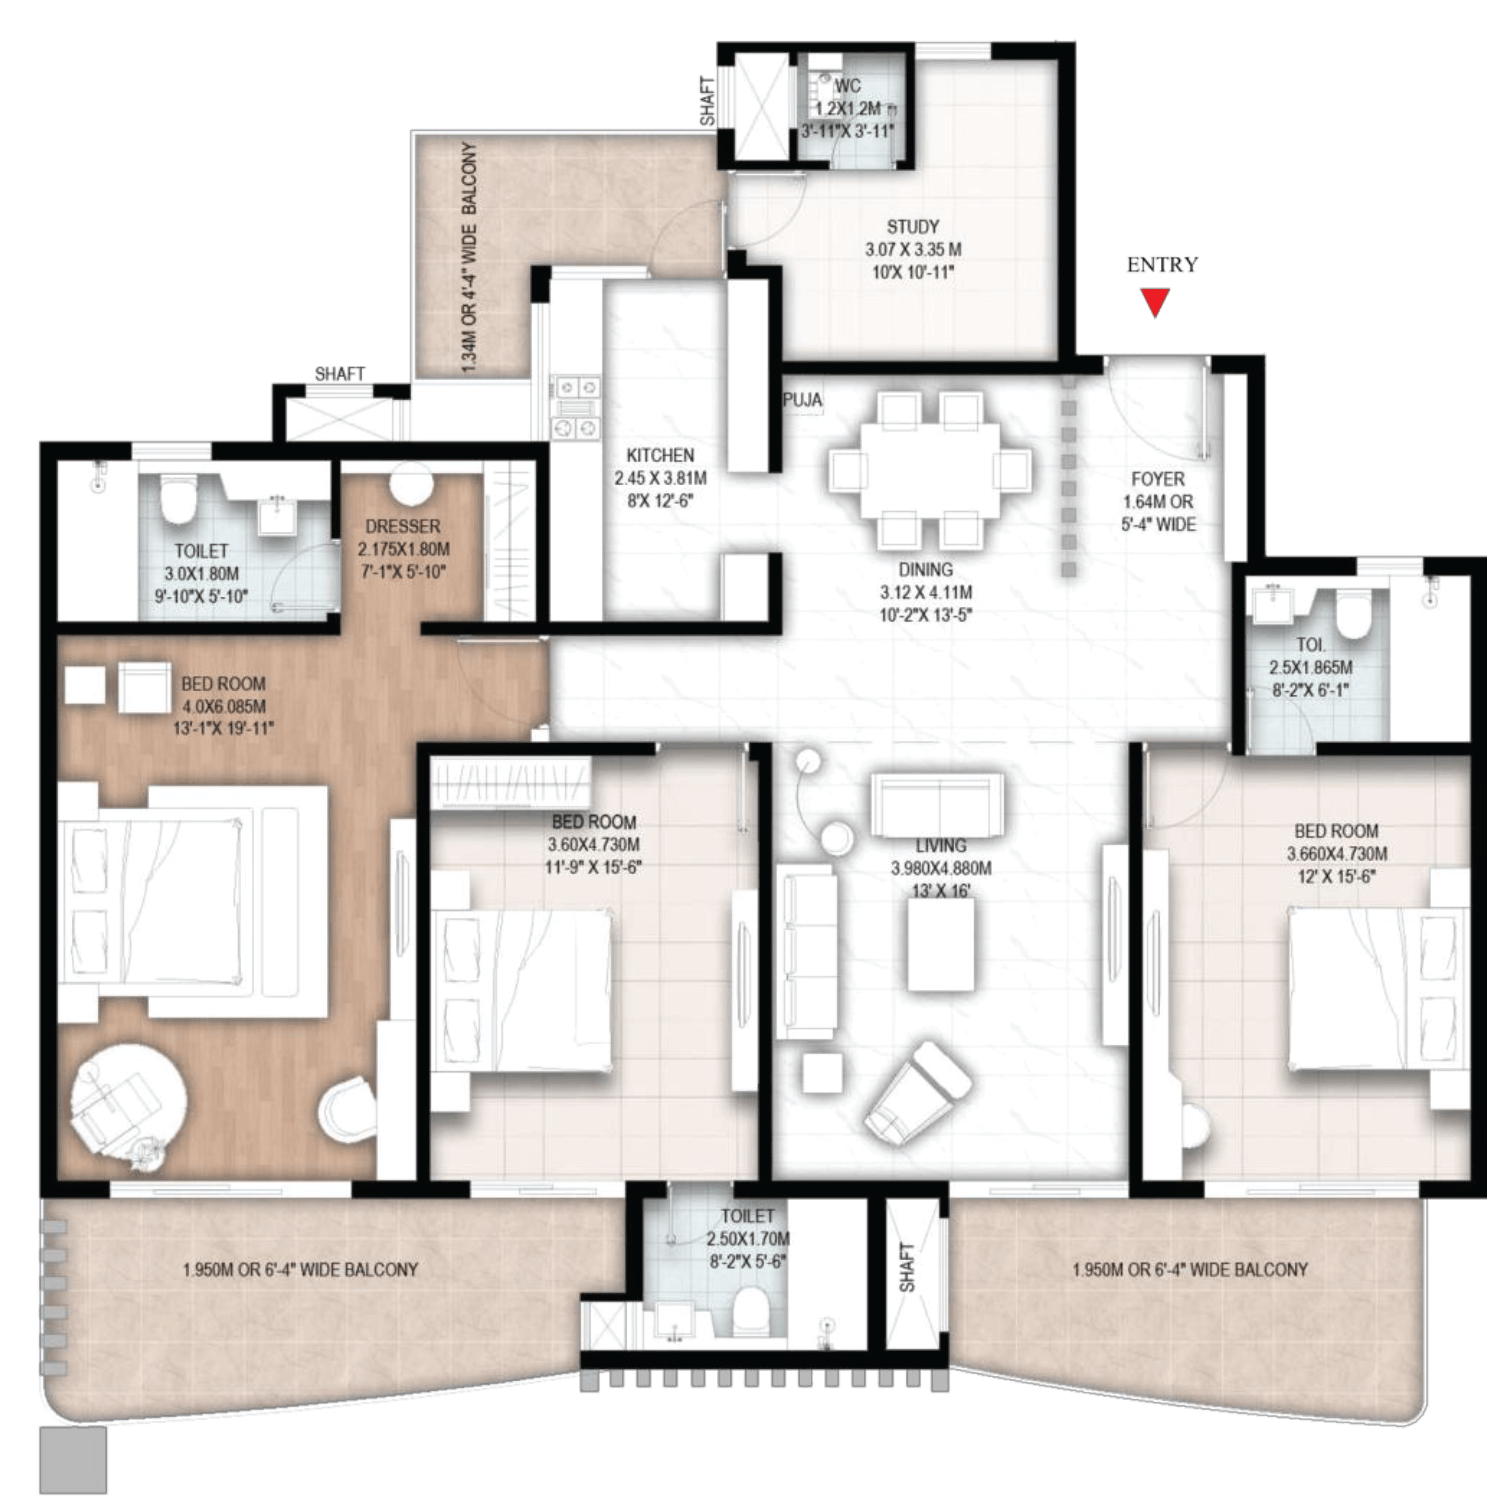 SHAFT
WC
1.2X1.2M
3'-11"X 3'-11"
1.34M OR 4'-4" WIDE BALCONY
STUDY
3.07 X 3.35 M
10'X 10'-11"
ENTRY
SHAFT
PUJA
KITCHEN
2.45 X 3.81M
8'X 12'-6"
FOYER
1.64M OR
5'-4" WIDE
DRESSER
2.175X1.80M
7'-1"X 5'-10"
TOILET
3.0X1.80M
9'-10"X 5'-10"
DINING
3.12 X 4.11M
10'-2"X 13'-5"
TOI.
2.5X1.865M
8'-2"X 6'-1"
BED ROOM
4.0X6.085M
13'-1"X 19'-11"
BED ROOM
3.60X4.730M
11'-9" X 15'-6"
LIVING
3.980X4.880M
13' X 16'
BED ROOM
3.660X4.730M
12' X 15'-6"
TOILET
2.50X1.70M
8'-2"X 5'-6"
SHAFT
1.950M OR 6'-4" WIDE BALCONY
1.950M OR 6'-4" WIDE BALCONY